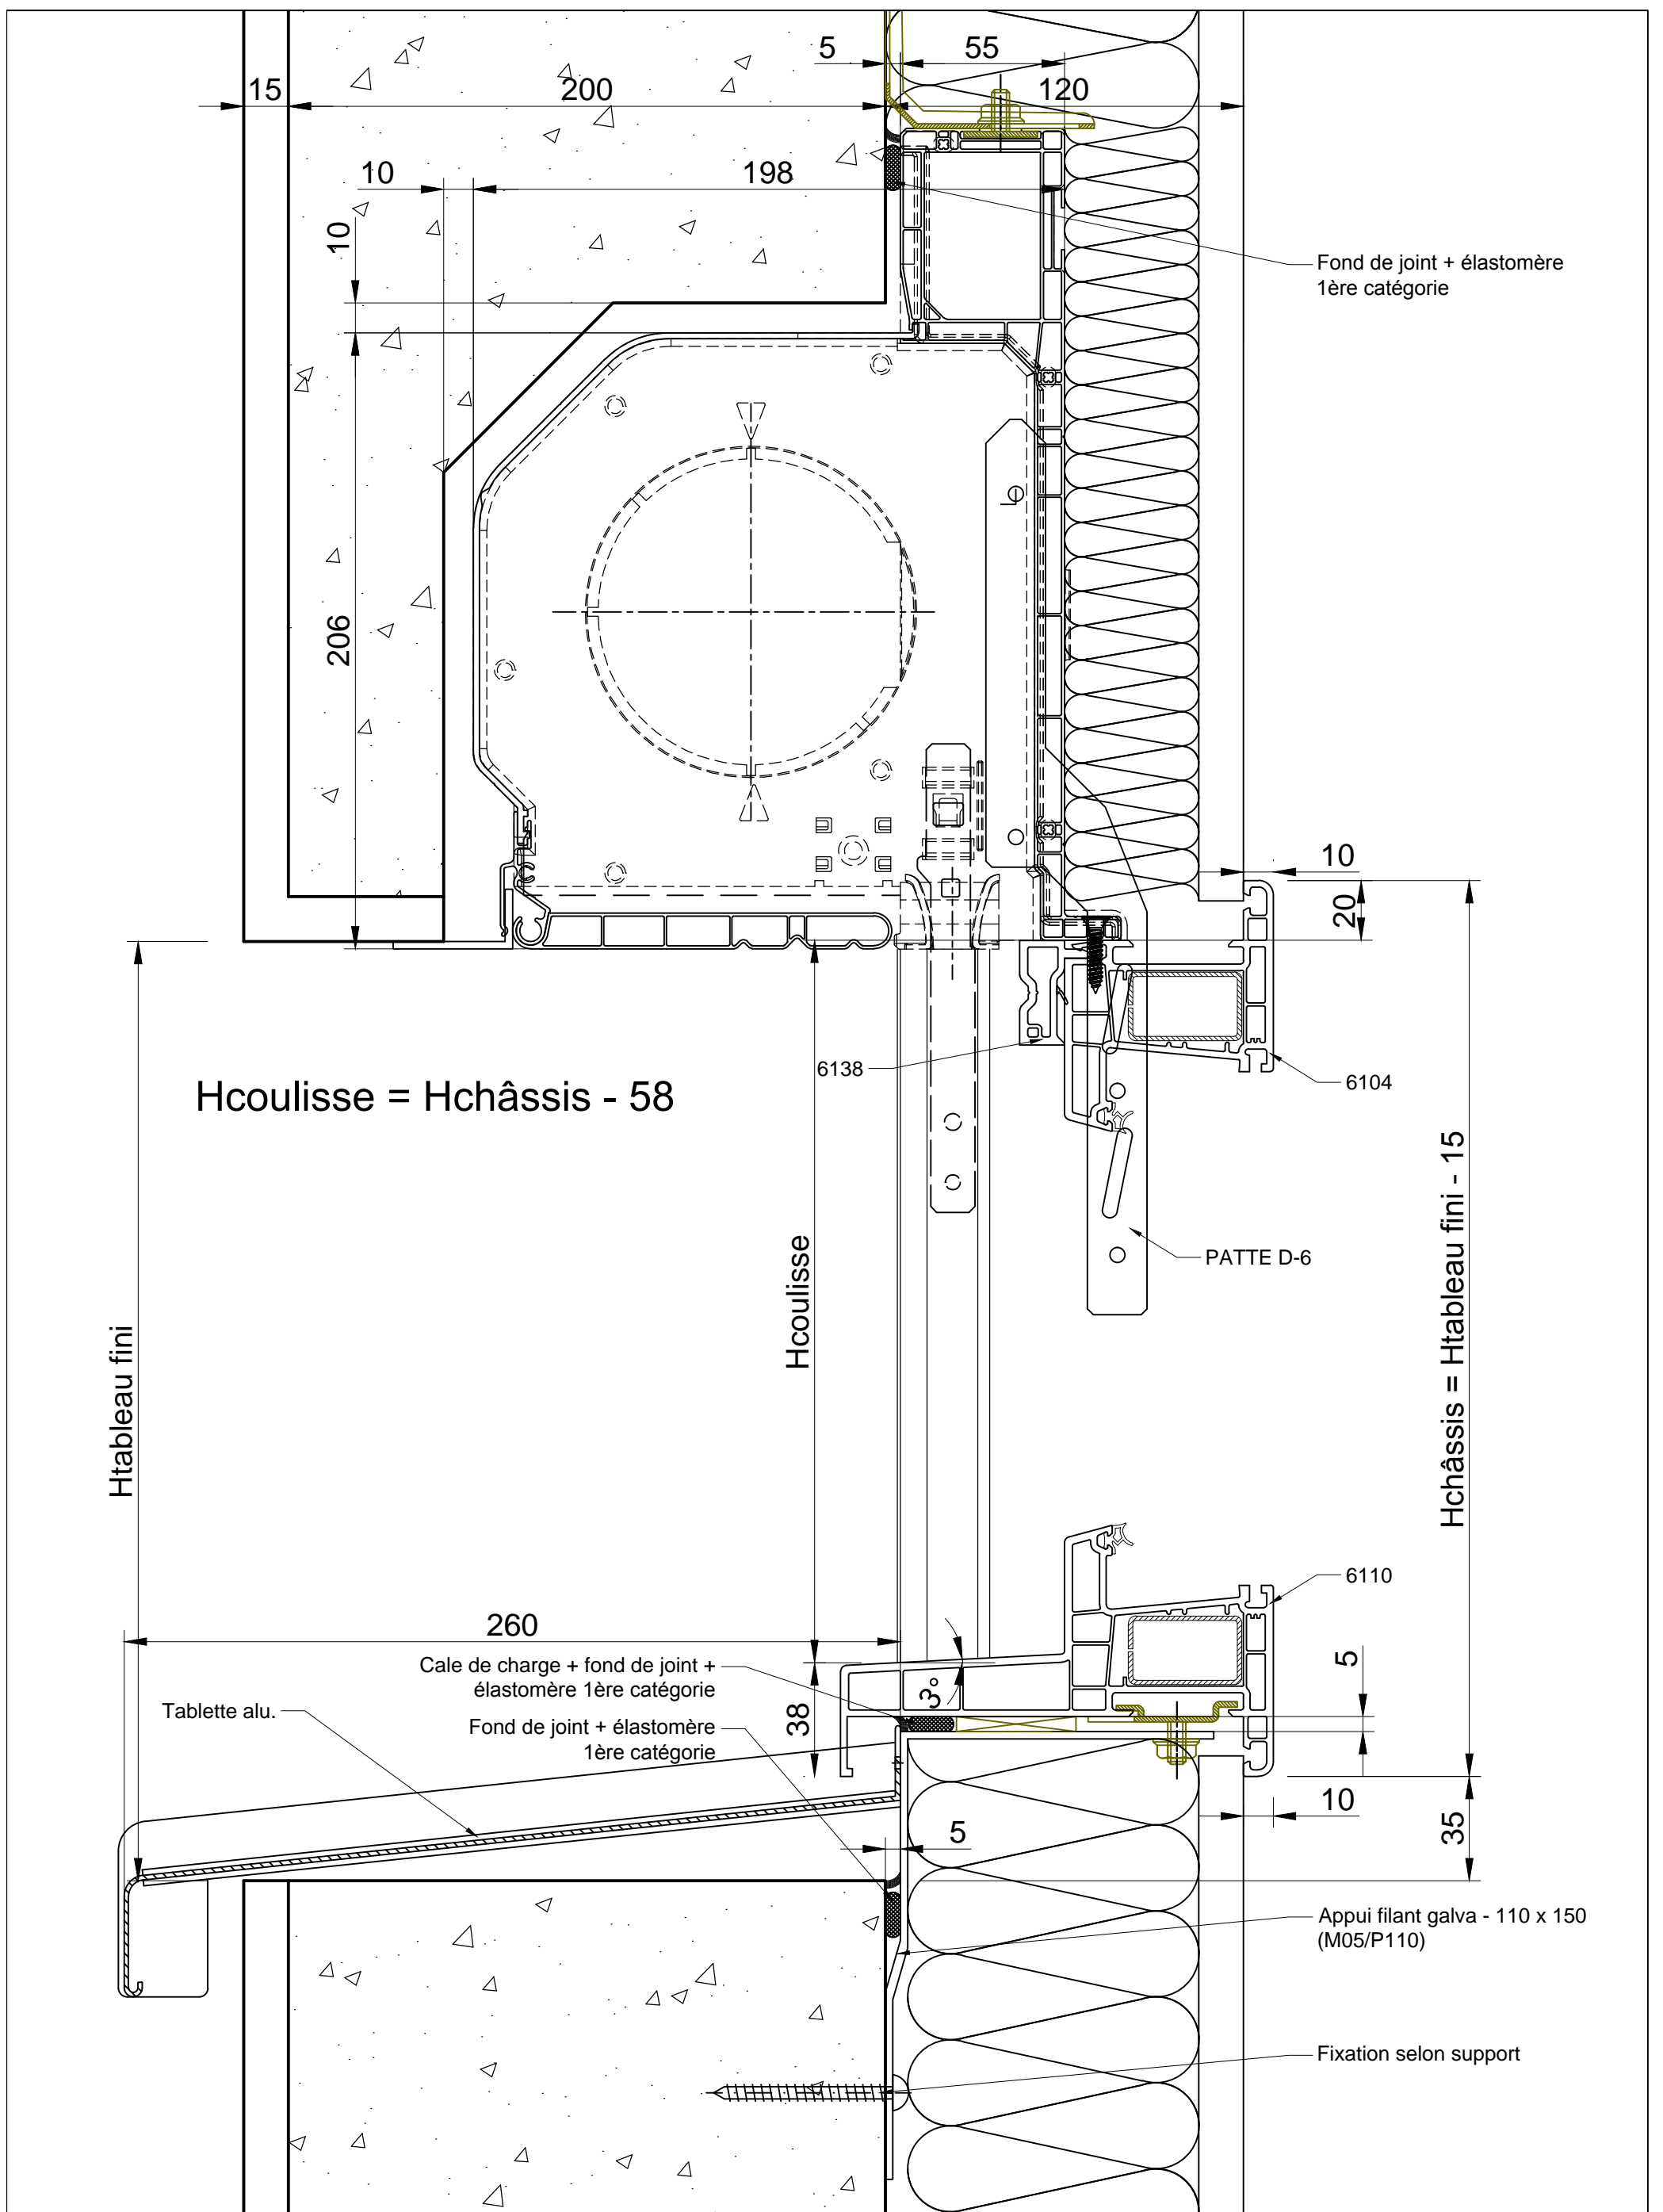 5
55
15
200
120
10
198
10
Fond de joint + élastomère
1ère catégorie
206
10
20
6138
6104
Hcoulisse = Hchâssis - 58
PATTE D-6
Hcoulisse
Htableau fini
Hchâssis = Htableau fini - 15
6110
260
Cale de charge + fond de joint +
élastomère 1ère catégorie
3°
5
Tablette alu.
38
Fond de joint + élastomère
1ère catégorie
10
5
35
Appui filant galva - 110 x 150
(M05/P110)
Fixation selon support